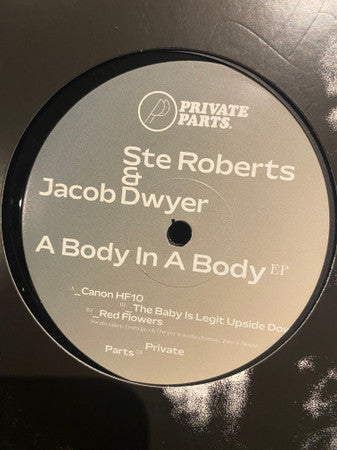 PRIVATE
PARTS.
Ste Roberts
&
Jacob Dwyer
A Body In A Body EP
A_Canon HF10
B1_The Baby Is Legit Upside Dow
B2_Red Flowers
Private
Parts